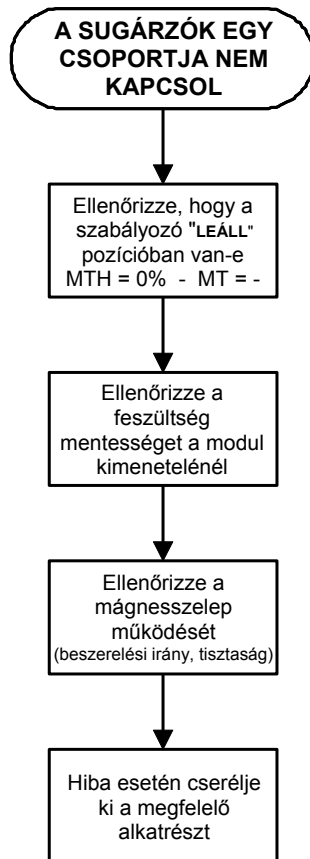 A SUGÁRZÓK EGY
CSOPORTJA NEM
KAPCSOL
Ellenőrizze, hogy a
szabályozó "LEÁLL"
pozícióban van-e
MTH = 0% - MT = -
Ellenőrizze a
feszültség
mentességet a modul
kimenetelénél
Ellenőrizze a
mágnesszelep
működését
(beszerelési irány, tisztaság)
Hiba esetén cserélje
ki a megfelelő
alkatrészt